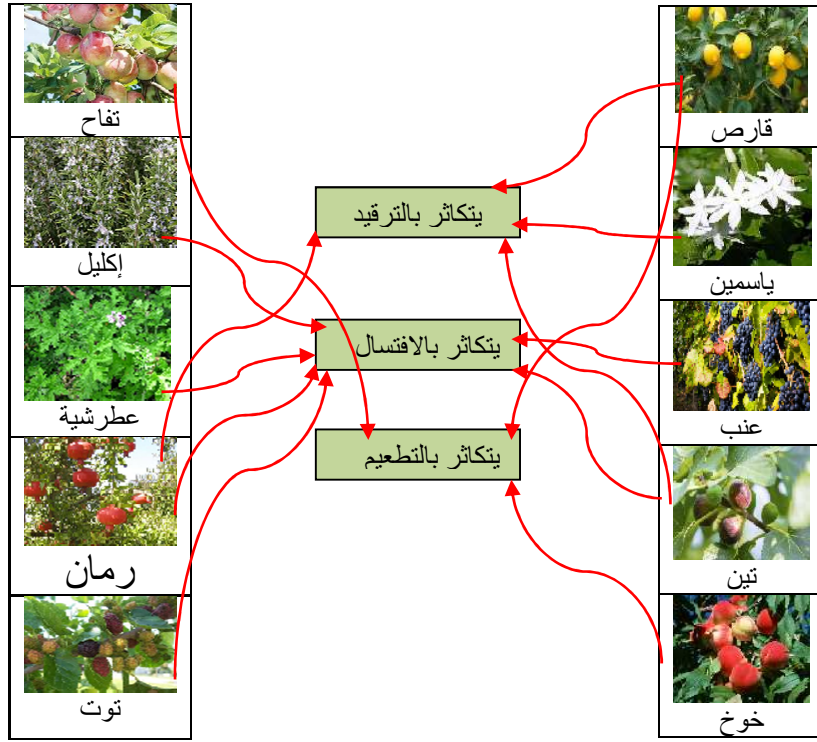 قارص
ياسمين
عنب
تين
خوخ
يتكاثر بالترقيد
يتكاثر بالافتسال
يتكاثر بالتطعيم
تفاح
إكليل
عطرشية
رمان
توت